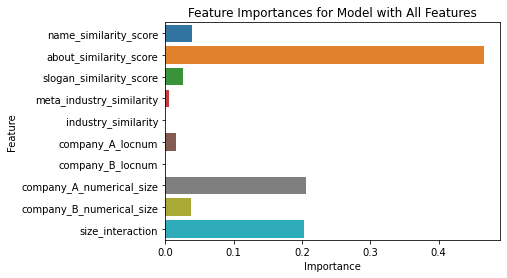 Feature Importances for Model with All Features
name_similarity_score
about_similarity_score
slogan_similarity_score
meta_industry_similarity
industry_similarity
company_A_locnum
company_B_locnum
company_A_numerical_size
company_B_numerical_size
size_interaction
Feature
0.0 0.1 0.2 0.3 0.4
Importance